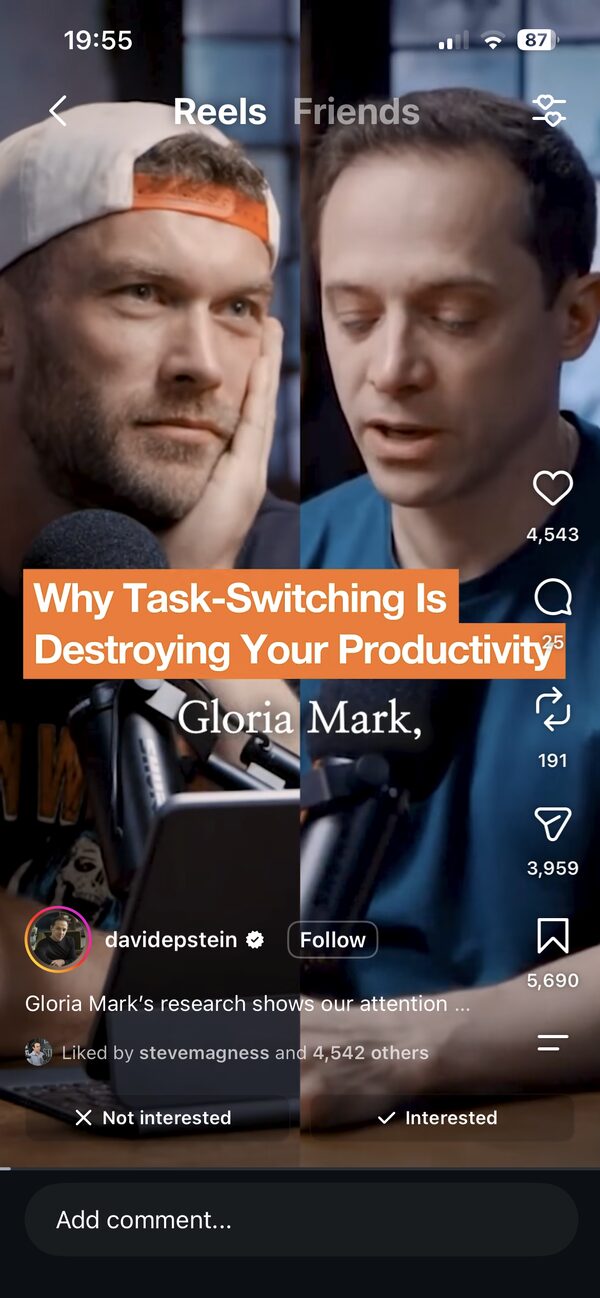 19:55
87
Reels Friends
4,543
Why Task-Switching Is
Destroying Your Productivity
25
Gloria Mark,
191
3,959
davidepstein
Follow
5,690
Gloria Mark’s research shows our attention ...
Liked by stevemagness and 4,542 others
Not interested
Interested
Add comment...